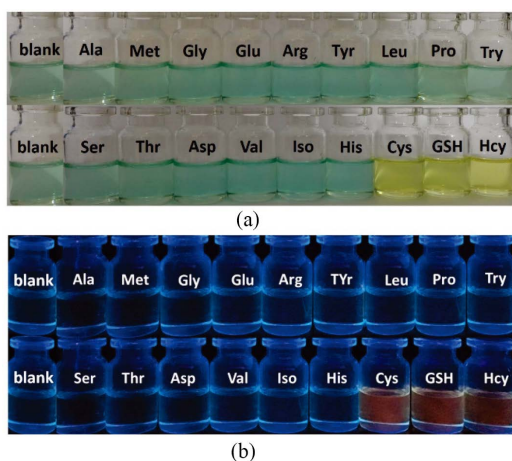 blank Ala Met Gly Glu Arg Tyr Leu Pro Try
blank Ser Thr Asp Val Iso His Cys GSH Hcy
(a)
blank Ala Met Gly Glu Arg TYr Leu Pro Try
blank Ser Thr Asp Val Iso His Cys GSH Hcy
(b)